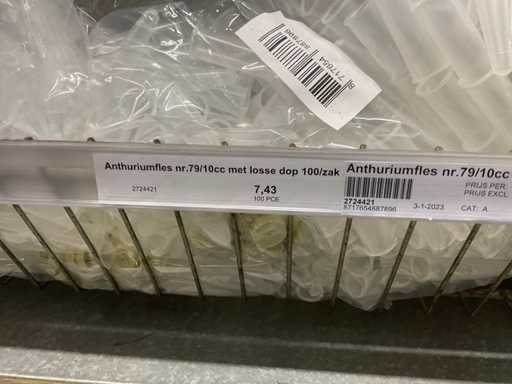 Anthuriumfles nr.79/10cc met losse dop 100/zak
2724421
7,43
100 PCE
Anthuriumfles nr.79/10cc
PRIJS PER
PRIJS EXCL
2724421
8717654687896
3-1-2023
CAT: A